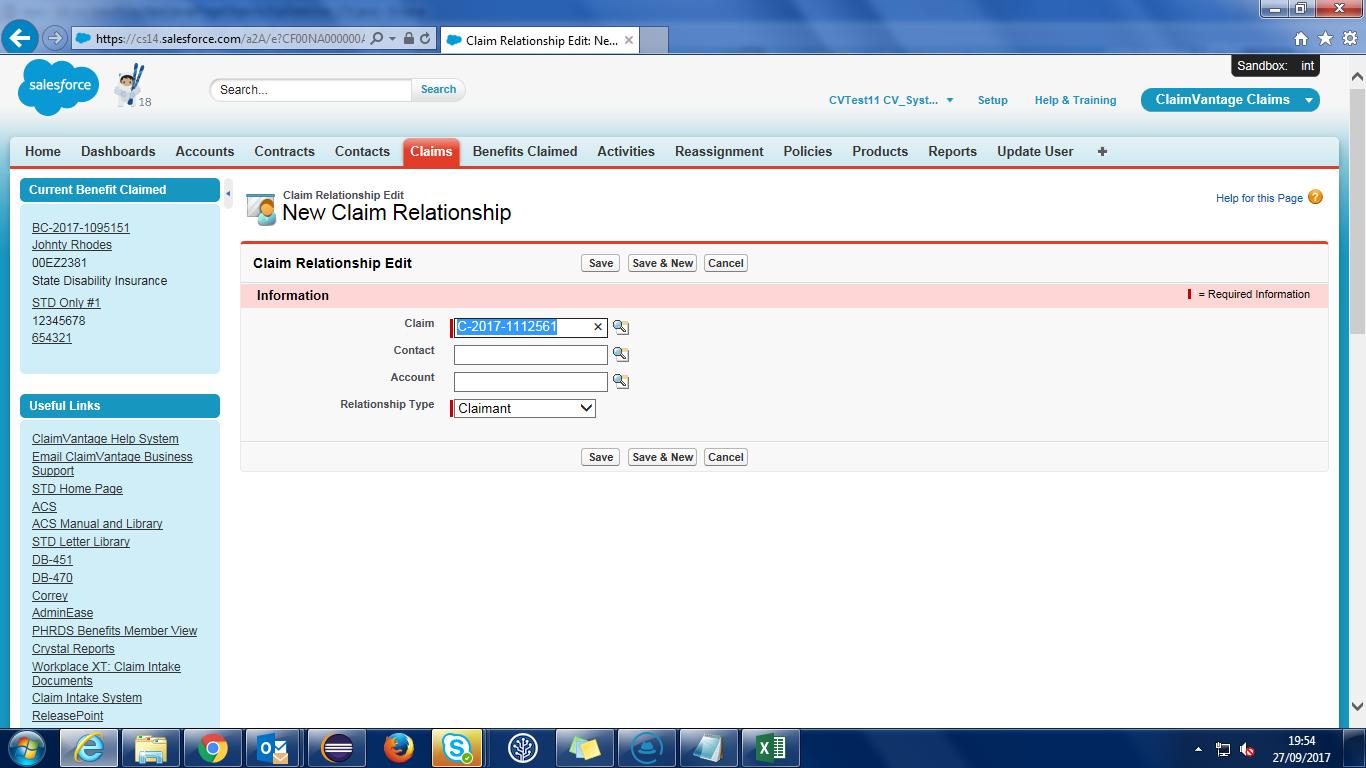 https://cs14.salesforce.com/a2A/e?CF00NA000000
Claim Relationship Edit: Ne...
Sandbox: int
salesforce
18
Search...
Search
CVTest11 CV_Syst...
Setup
Help & Training
ClaimVantage Claims
Home Dashboards Accounts Contracts Contacts Claims Benefits Claimed Activities Reassignment Policies Products Reports Update User +
Current Benefit Claimed
BC-2017-1095151
Johnty Rhodes
00EZ2381
State Disability Insurance
STD Only #1
12345678
654321
Useful Links
ClaimVantage Help System
Email ClaimVantage Business
Support
STD Home Page
ACS
ACS Manual and Library
STD Letter Library
DB-451
DB-470
Correy
AdminEase
PHRDS Benefits Member View
Crystal Reports
Workplace XT: Claim Intake
Documents
Claim Intake System
ReleasePoint
Claim Relationship Edit
New Claim Relationship
Help for this Page
Claim Relationship Edit
Save Save & New Cancel
Information
= Required Information
Claim C-2017-1112561
Contact
Account
Relationship Type Claimant
Save Save & New Cancel
19:54
27/09/2017